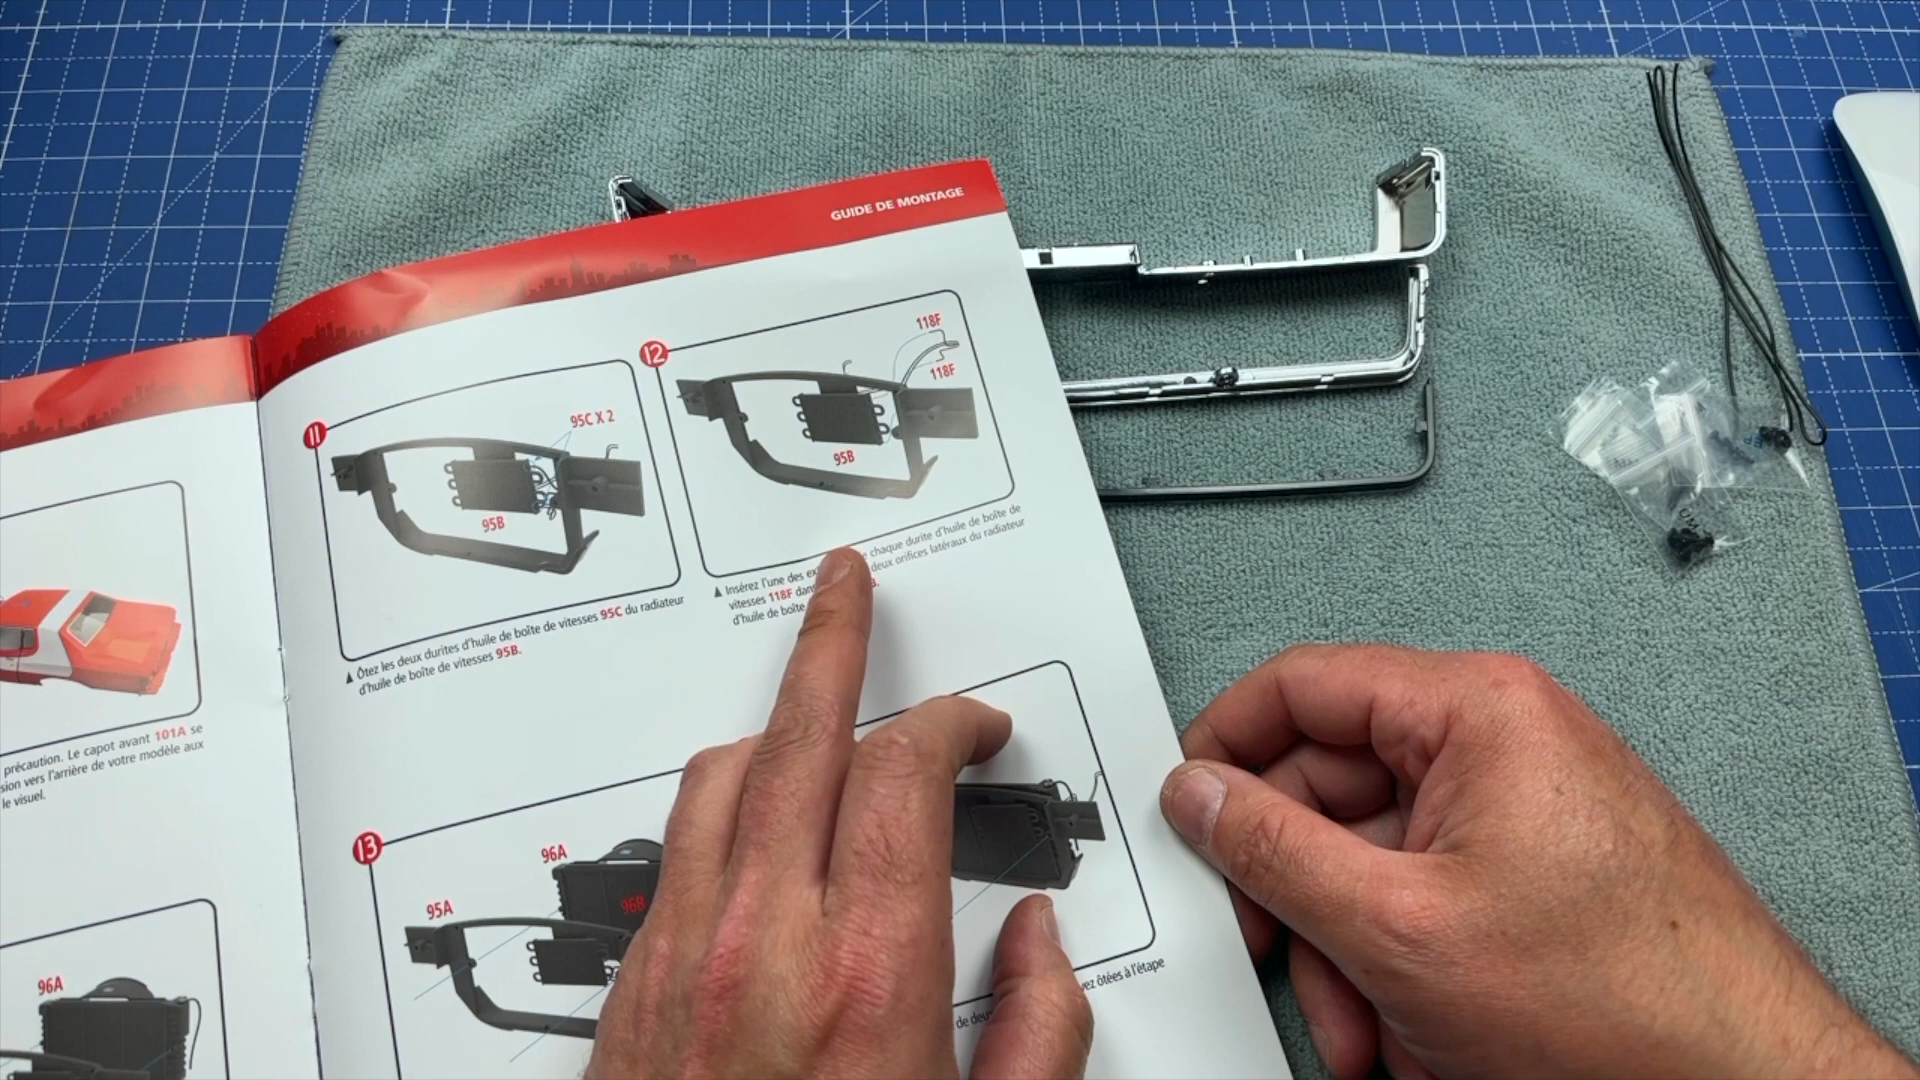 GUIDE DE MONTAGE
précaution. Le capot avant 101A se
sion vers l'arrière de votre modèle aux
le visuel.
96A
11
95C X 2
95B
▲ Ôtez les deux durites d'huile de boîte de vitesses 95C du radiateur
d'huile de boîte de vitesses 95B.
12
118F
118F
95B
▲ Insérez l'une des chaque durite d'huile de boîte de
vitesses 118F deux orifices latéraux du radiateur
d'huile de boîte
13
96A
96B
95A
ôtées à l'étape
de